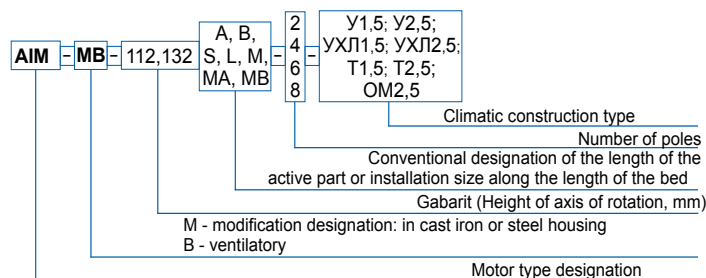 AIM - MB - 112,132 A, B, S, L, M, MA, MB - 2 4 6 8 - У1,5; У2,5; УХЛ1,5; УХЛ2,5; Т1,5; Т2,5; ОМ2,5
Climatic construction type
Number of poles
Conventional designation of the length of the
active part or installation size along the length of the bed
Gabarit (Height of axis of rotation, mm)
M - modification designation: in cast iron or steel housing
B - ventilatory
Motor type designation